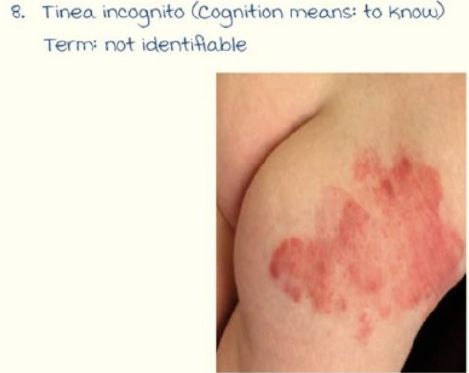 8. Tinea incognito (Cognition means: to know)
Term: not identifiable